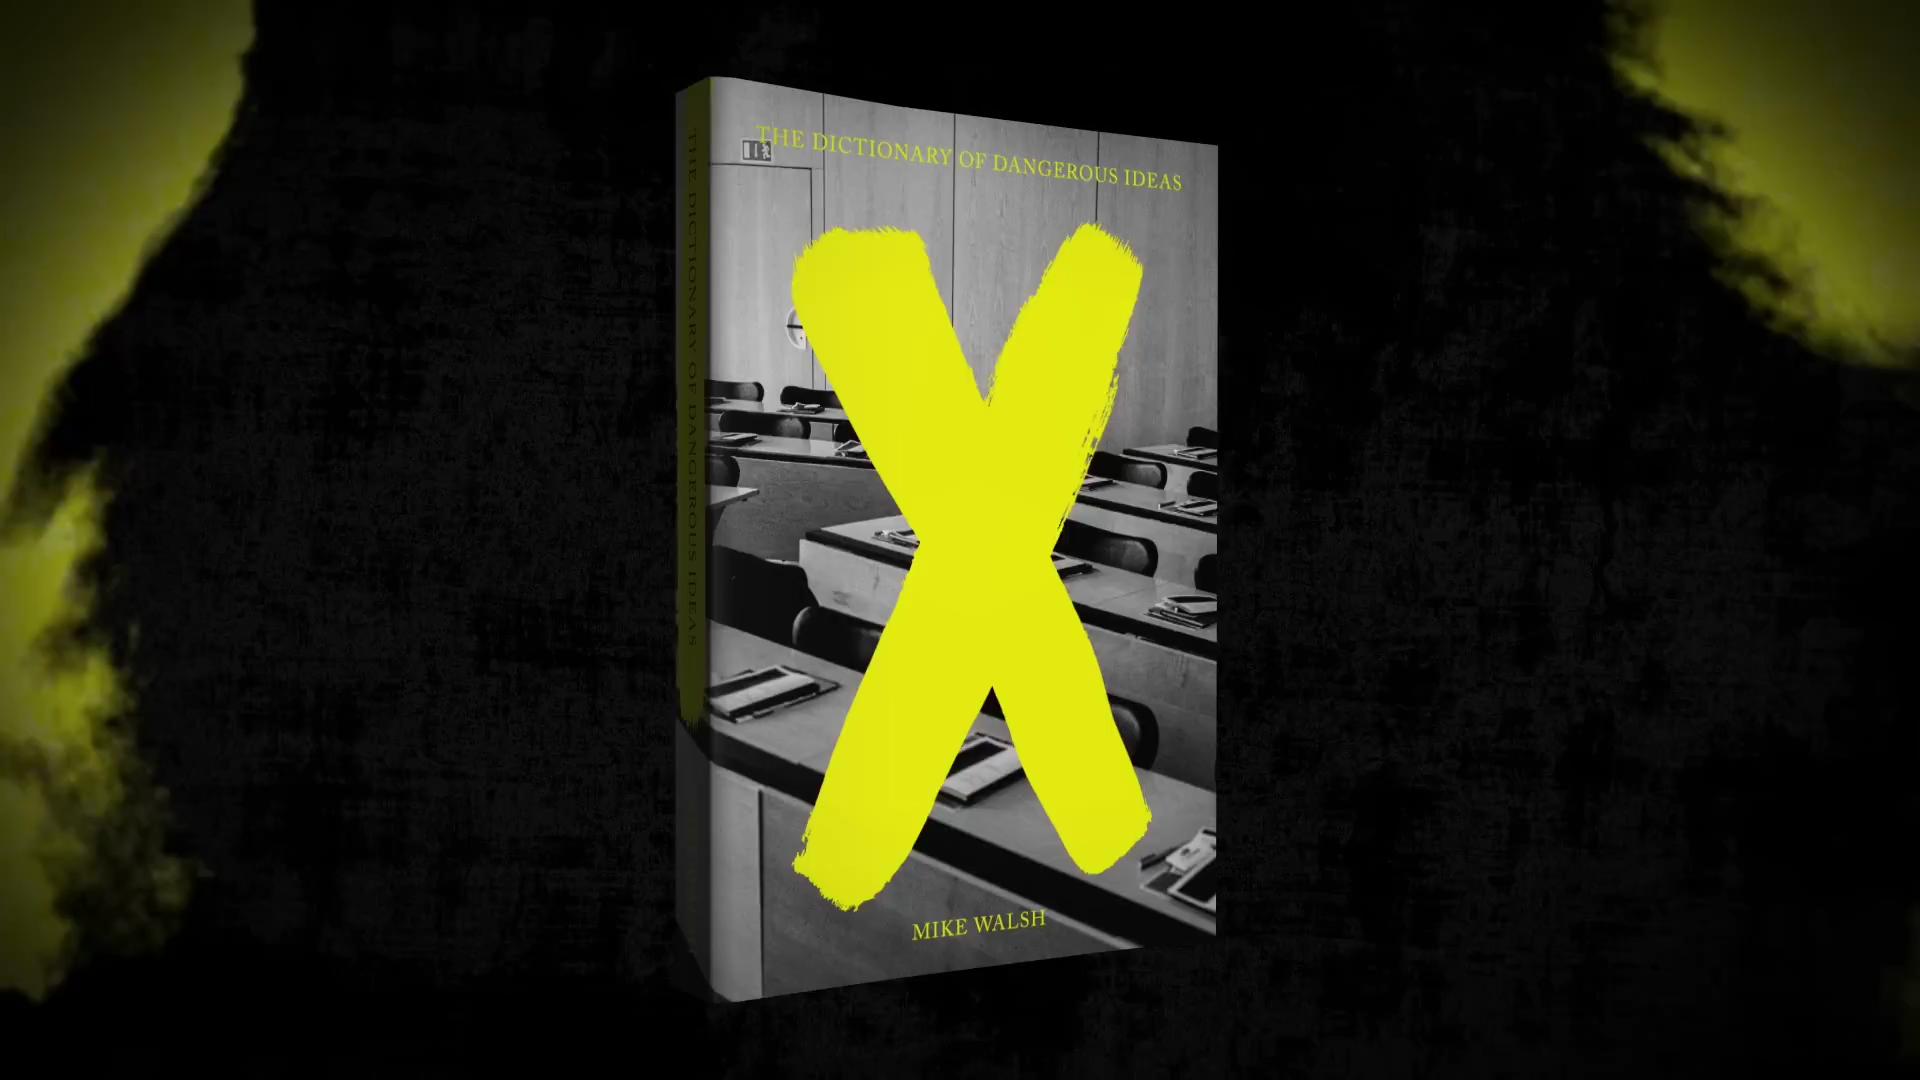 THE DICTIONARY OF DANGEROUS IDEAS
THE DICTIONARY OF DANGEROUS IDEAS
X
MIKE WALSH